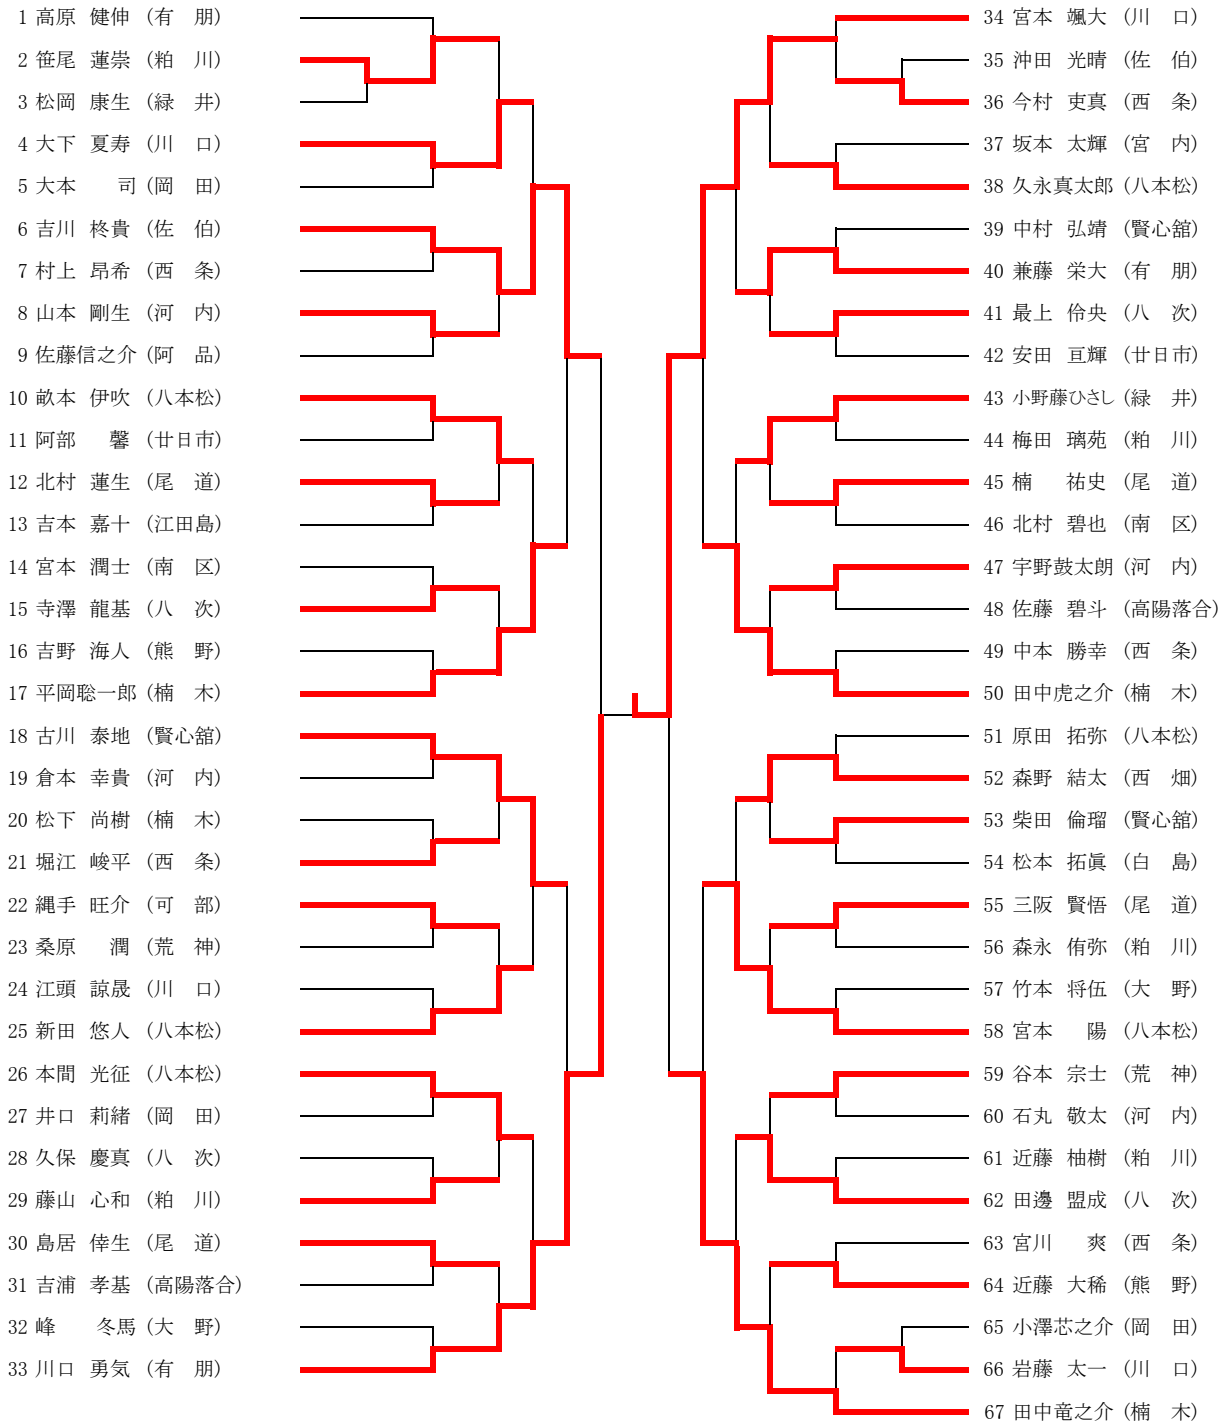 1 高原 健伸 (有 朋)
2 笹尾 蓮崇 (粕 川)
3 松岡 康生 (緑 井)
4 大下 夏寿 (川 口)
5 大本 司 (岡 田)
6 吉川 柊貴 (佐 伯)
7 村上 昂希 (西 条)
8 山本 剛生 (河 内)
9 佐藤信之介 (阿 品)
10 畝本 伊吹 (八本松)
11 阿部 馨 (廿日市)
12 北村 蓮生 (尾 道)
13 吉本 嘉十 (江田島)
14 宮本 潤士 (南 区)
15 寺澤 龍基 (八 次)
16 吉野 海人 (熊 野)
17 平岡聡一郎 (楠 木)
18 古川 泰地 (賢心舘)
19 倉本 幸貴 (河 内)
20 松下 尚樹 (楠 木)
21 堀江 峻平 (西 条)
22 縄手 旺介 (可 部)
23 桑原 潤 (荒 神)
24 江頭 諒晟 (川 口)
25 新田 悠人 (八本松)
26 本間 光征 (八本松)
27 井口 莉緒 (岡 田)
28 久保 慶真 (八 次)
29 藤山 心和 (粕 川)
30 島居 倖生 (尾 道)
31 吉浦 孝基 (高陽落合)
32 峰 冬馬 (大 野)
33 川口 勇気 (有 朋)
34 宮本 颯大 (川 口)
35 沖田 光晴 (佐 伯)
36 今村 吏真 (西 条)
37 坂本 太輝 (宮 内)
38 久永真太郎 (八本松)
39 中村 弘靖 (賢心舘)
40 兼藤 栄大 (有 朋)
41 最上 伶央 (八 次)
42 安田 亘輝 (廿日市)
43 小野藤ひさし (緑 井)
44 梅田 璃苑 (粕 川)
45 楠 祐史 (尾 道)
46 北村 碧也 (南 区)
47 宇野鼓太朗 (河 内)
48 佐藤 碧斗 (高陽落合)
49 中本 勝幸 (西 条)
50 田中虎之介 (楠 木)
51 原田 拓弥 (八本松)
52 森野 結太 (西 畑)
53 柴田 倫瑠 (賢心舘)
54 松本 拓眞 (白 島)
55 三阪 賢悟 (尾 道)
56 森永 侑弥 (粕 川)
57 竹本 将伍 (大 野)
58 宮本 陽 (八本松)
59 谷本 宗士 (荒 神)
60 石丸 敬太 (河 内)
61 近藤 柚樹 (粕 川)
62 田邊 盟成 (八 次)
63 宮川 爽 (西 条)
64 近藤 大稀 (熊 野)
65 小澤芯之介 (岡 田)
66 岩藤 太一 (川 口)
67 田中竜之介 (楠 木)